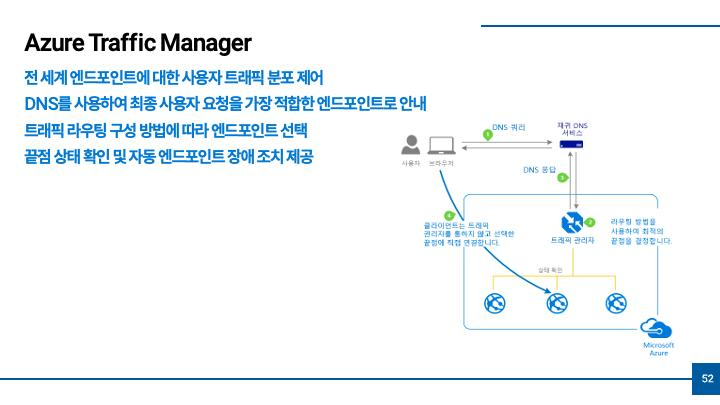 Azure Traffic Manager
전 세계 엔드포인트에 대한 사용자 트래픽 분포 제어
DNS를 사용하여 최종 사용자 요청을 가장 적합한 엔드포인트로 안내
트래픽 라우팅 구성 방법에 따라 엔드포인트 선택
끝점 상태 확인 및 자동 엔드포인트 장애 조치 제공
DNS 쿼리
1
재귀 DNS
서비스
사용자
브라우저
DNS 응답
3
4
클라이언트는 트래픽
관리자를 통하지 않고 선택한
끝점에 직접 연결합니다.
2
트래픽 관리자
라우팅 방법을
사용하여 최적의
끝점을 결정합니다.
상태 확인
Microsoft
Azure
52